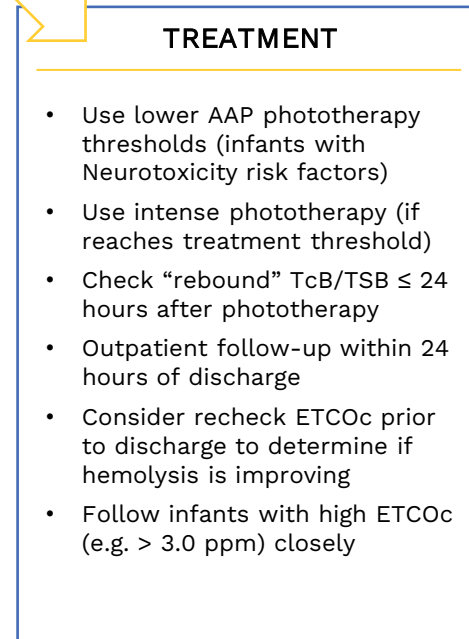 TREATMENT
• Use lower AAP phototherapy
thresholds (infants with
Neurotoxicity risk factors)
• Use intense phototherapy (if
reaches treatment threshold)
• Check “rebound” TcB/TSB ≤ 24
hours after phototherapy
• Outpatient follow-up within 24
hours of discharge
• Consider recheck ETCOc prior
to discharge to determine if
hemolysis is improving
• Follow infants with high ETCOc
(e.g. > 3.0 ppm) closely